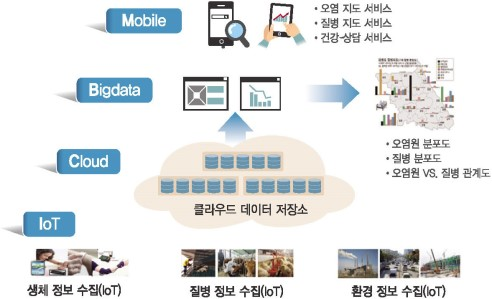 Mobile
• 오염 지도 서비스
• 질병 지도 서비스
• 건강-상담 서비스
Bigdata
• 오염원 분포도
• 질병 분포도
• 오염원 VS. 질병 관계도
Cloud
클라우드 데이터 저장소
IoT
생체 정보 수집(IoT)
질병 정보 수집(IoT)
환경 정보 수집(IoT)